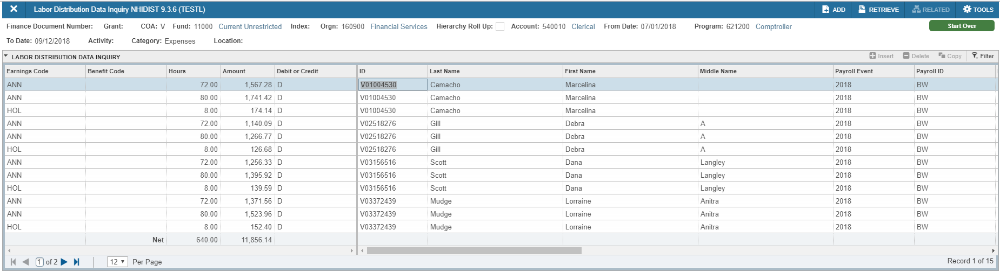 Labor Distribution Data Inquiry NHIDIST 9.3.6 (TESTL) ADD RETRIEVE RELATED TOOLS
Finance Document Number: Grant: COA: V Fund: 11000 Current Unrestricted Index: Orgn: 160900 Financial Services Hierarchy Roll Up: Account: 540010 Clerical From Date: 07/01/2018 Program: 621200 Comptroller Start Over
To Date: 09/12/2018 Activity: Category: Expenses Location:
LABOR DISTRIBUTION DATA INQUIRY Insert Delete Copy Filter
Earnings Code Benefit Code Hours Amount Debit or Credit ID Last Name First Name Middle Name Payroll Event Payroll ID
ANN 72.00 1,567.28 D V01004530 Camacho Marcelina 2018 BW
ANN 80.00 1,741.42 D V01004530 Camacho Marcelina 2018 BW
HOL 8.00 174.14 D V01004530 Camacho Marcelina 2018 BW
ANN 72.00 1,140.09 D V02518276 Gill Debra A 2018 BW
ANN 80.00 1,266.77 D V02518276 Gill Debra A 2018 BW
HOL 8.00 126.68 D V02518276 Gill Debra A 2018 BW
ANN 72.00 1,256.33 D V03156516 Scott Dana Langley 2018 BW
ANN 80.00 1,395.92 D V03156516 Scott Dana Langley 2018 BW
HOL 8.00 139.59 D V03156516 Scott Dana Langley 2018 BW
ANN 72.00 1,371.56 D V03372439 Mudge Lorraine Anitra 2018 BW
ANN 80.00 1,523.96 D V03372439 Mudge Lorraine Anitra 2018 BW
HOL 8.00 152.40 D V03372439 Mudge Lorraine Anitra 2018 BW
Net 640.00 11,856.14
1 of 2 12 Per Page Record 1 of 15